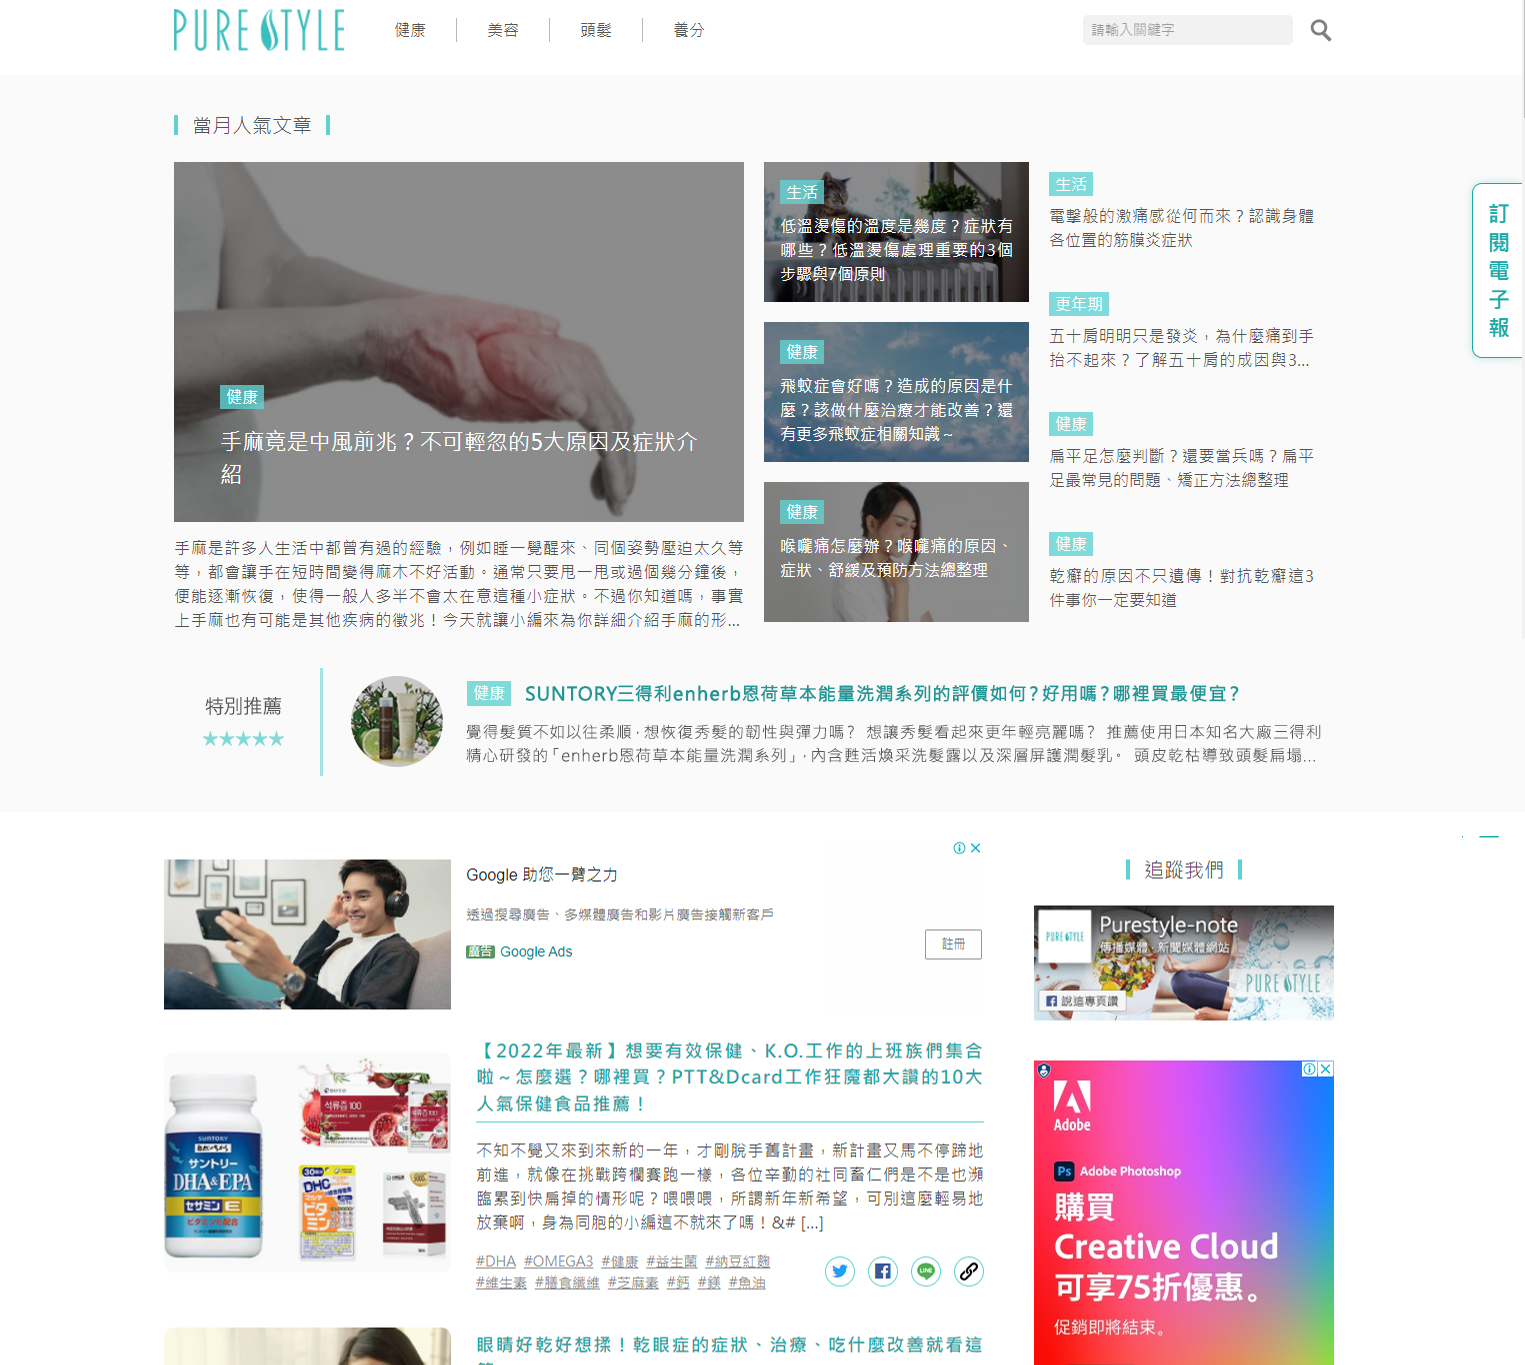 PURE STYLE
健康
美容
頭髮
養分
請輸入關鍵字
當月人氣文章
健康
手麻竟是中風前兆？不可輕忽的5大原因及症狀介
紹
手麻是許多人生活中都曾有過的經驗，例如睡一覺醒來、同個姿勢壓迫太久等
等，都會讓手在短時間變得麻木不好活動。通常只要甩一甩或過個幾分鐘後，
便能逐漸恢復，使得一般人多半不會太在意這種小症狀。不過你知道嗎，事實
上手麻也有可能是其他疾病的徵兆！今天就讓小編來為你詳細介紹手麻的形...
生活
低溫燙傷的溫度是幾度？症狀有
哪些？低溫燙傷處理重要的3個
步驟與7個原則
健康
飛蚊症會好嗎？造成的原因是什
麼？該做什麼治療才能改善？還
有更多飛蚊症相關知識～
健康
喉嚨痛怎麼辦？喉嚨痛的原因、
症狀、舒緩及預防方法總整理
生活
電擊般的激痛感從何而來？認識身體
各位置的筋膜炎症狀
更年期
五十肩明明只是發炎，為什麼痛到手
抬不起來？了解五十肩的成因與3...
健康
扁平足怎麼判斷？還要當兵嗎？扁平
足最常見的問題、矯正方法總整理
健康
乾癬的原因不只遺傳！對抗乾癬這3
件事你一定要知道
訂
閱
電
子
報
特別推薦
★★★★★
健康 SUNTORY三得利enherb恩荷草本能量洗潤系列的評價如何？好用嗎？哪裡買最便宜？
覺得髮質不如以往柔順，想恢復秀髮的韌性與彈力嗎？ 想讓秀髮看起來更年輕亮麗嗎？ 推薦使用日本知名大廠三得利
精心研發的「enherb恩荷草本能量洗潤系列」，內含甦活煥采洗髮露以及深層屏護潤髮乳。 頭皮乾枯導致頭髮扁塌...
Google 助您一臂之力
透過搜尋廣告、多媒體廣告和影片廣告接觸新客戶
廣告 Google Ads
註冊
【2022年最新】想要有效保健、K.O.工作的上班族們集合
啦～怎麼選？哪裡買？PTT&Dcard工作狂魔都大讚的10大
人氣保健食品推薦！
不知不覺又來到來新的一年，才剛脫手舊計畫，新計畫又馬不停蹄地
前進，就像在挑戰跨欄賽跑一樣，各位辛勤的社同畜仁們是不是也瀕
臨累到快扁掉的情形呢？喂喂喂，所謂新年新希望，可別這麼輕易地
放棄啊，身為同胞的小編這不就來了嗎！&# [...]
#DHA #OMEGA3 #健康 #益生菌 #納豆紅麴
#維生素 #膳食纖維 #芝麻素 #鈣 #鎂 #魚油
LINE
SUNTORY
サントリー
DHA&EPA
セサミン E
ビタミンE配合
석류즙 100
30日分
DHC
マルチ
ビタ
ミン
眼睛好乾好想揉！乾眼症的症狀、治療、吃什麼改善就看這
追蹤我們
PURE STYLE
Purestyle-note
傳播媒體·新聞媒體網站
PURE STYLE
說這專頁讚
Adobe
Ps Adobe Photoshop
購買
Creative Cloud
可享75折優惠。
促銷即將結束。